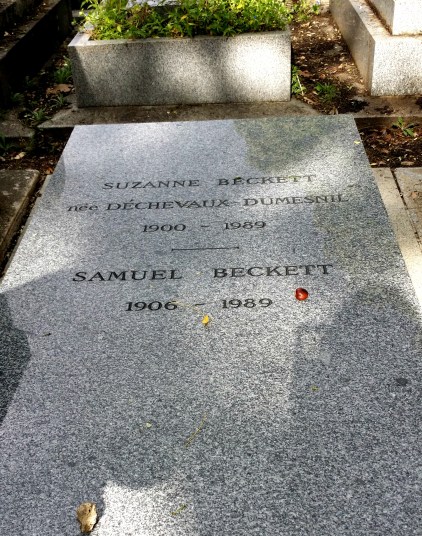 SUZANNE BECKETT
née DÉCHEVAUX-DUMESNIL
1900 - 1989
SAMUEL BECKETT
1906 - 1989